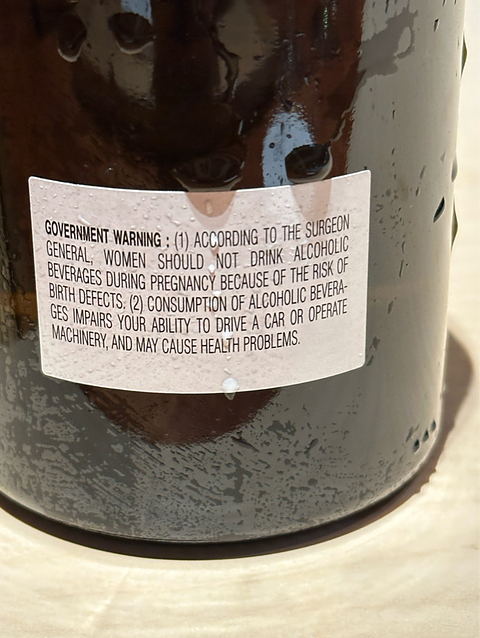 GOVERNMENT WARNING : (1) ACCORDING TO THE SURGEON
GENERAL, WOMEN SHOULD NOT DRINK ALCOHOLIC
BEVERAGES DURING PREGNANCY BECAUSE OF THE RISK OF
BIRTH DEFECTS. (2) CONSUMPTION OF ALCOHOLIC BEVERA-
GES IMPAIRS YOUR ABILITY TO DRIVE A CAR OR OPERATE
MACHINERY, AND MAY CAUSE HEALTH PROBLEMS.